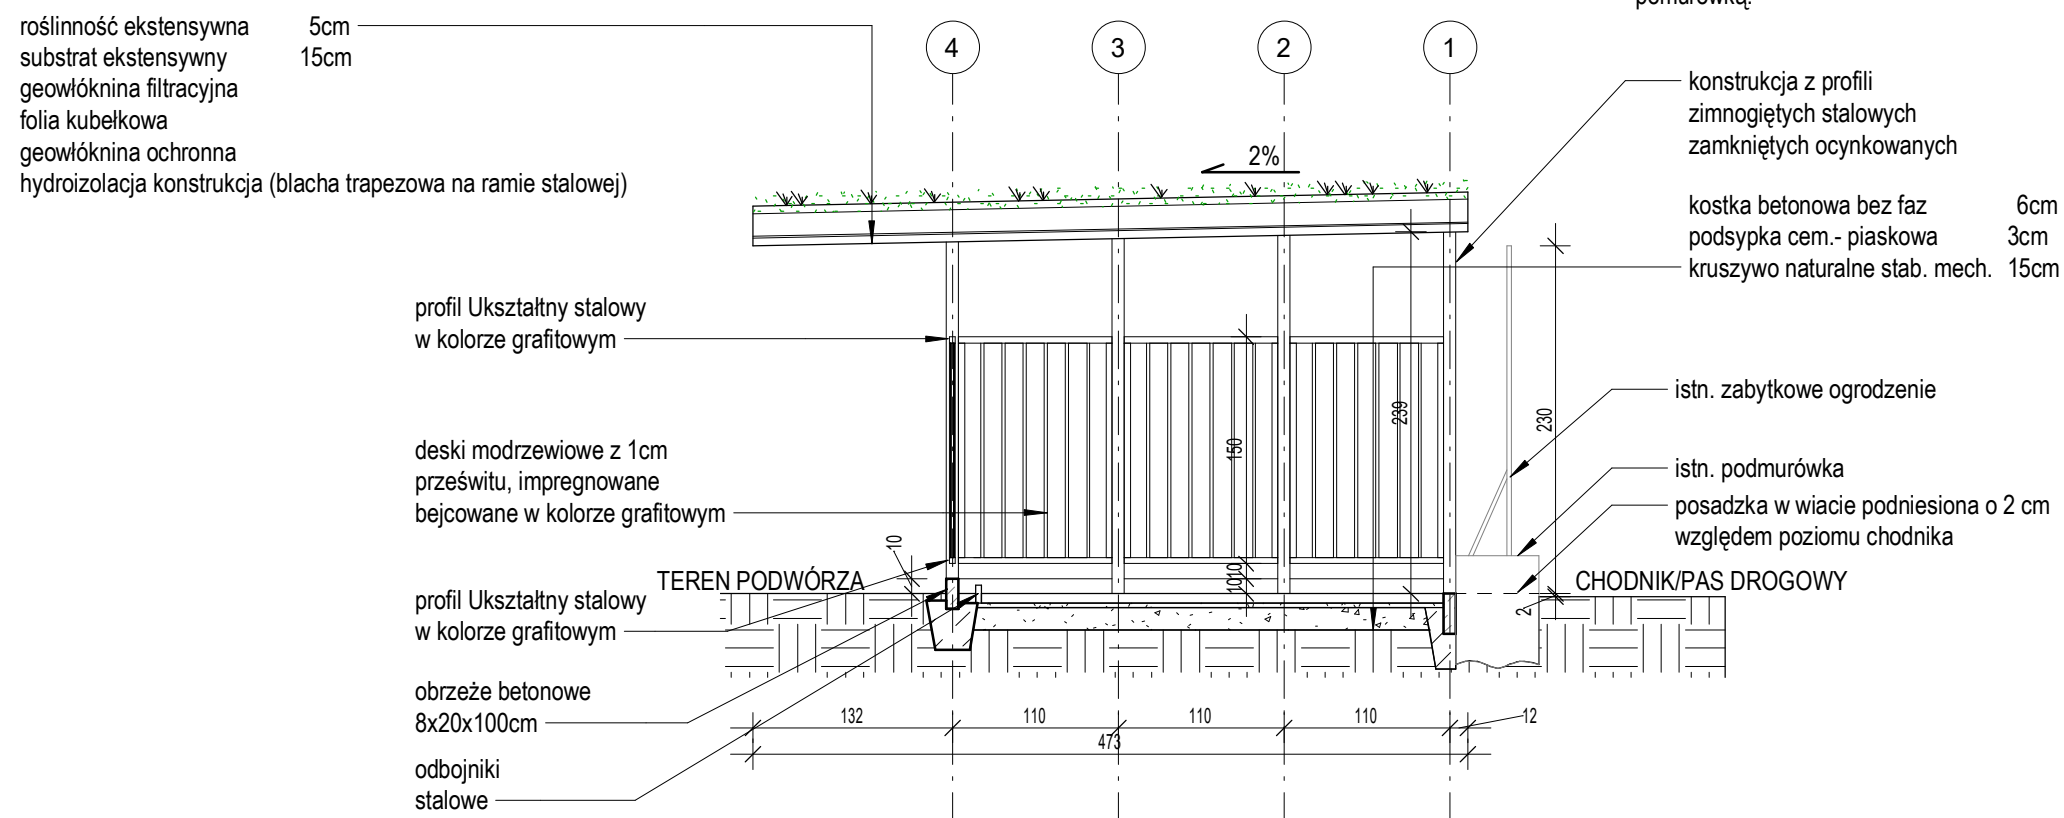 pomurówką.
roślinność ekstensywna 5cm
substrat ekstensywny 15cm
geowłóknina filtracyjna
folia kubełkowa
geowłóknina ochronna
hydroizolacja konstrukcja (blacha trapezowa na ramie stalowej)
4 3 2 1
2%
konstrukcja z profili
zimnogiętych stalowych
zamkniętych ocynkowanych
kostka betonowa bez faz 6cm
podsypka cem.- piaskowa 3cm
kruszywo naturalne stab. mech. 15cm
profil Ukształtny stalowy
w kolorze grafitowym
deski modrzewiowe z 1cm
prześwitu, impregnowane
bejcowane w kolorze grafitowym
150
239
230
istn. zabytkowe ogrodzenie
istn. podmurówka
posadzka w wiacie podniesiona o 2 cm
względem poziomu chodnika
10
10
10
2
TEREN PODWÓRZA
CHODNIK/PAS DROGOWY
profil Ukształtny stalowy
w kolorze grafitowym
obrzeże betonowe
8x20x100cm
odbojniki
stalowe
132 110 110 110 12
473